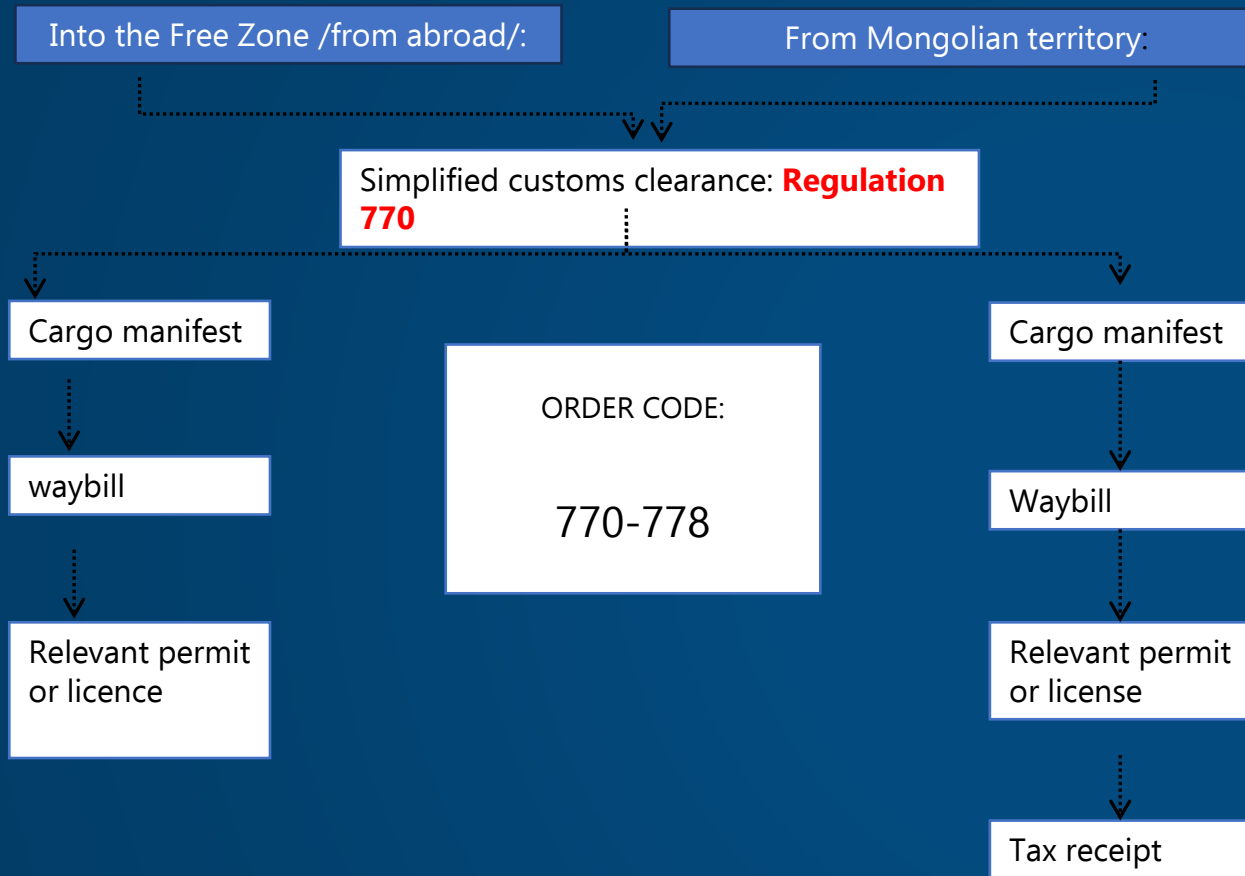 Into the Free Zone /from abroad/:
From Mongolian territory:
Simplified customs clearance: Regulation
770
Cargo manifest
waybill
Relevant permit
or licence
ORDER CODE:
770-778
Cargo manifest
Waybill
Relevant permit
or license
Tax receipt